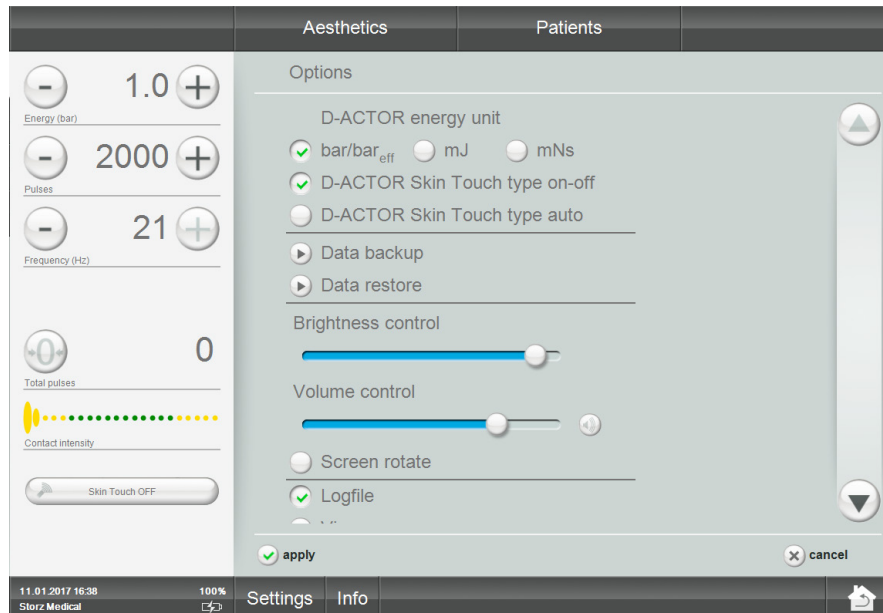 Aesthetics Patients
- 1.0 +
Energy (bar)
- 2000 +
Pulses
- 21 +
Frequency (Hz)
0 0
Total pulses
Contact intensity
Skin Touch OFF
Options
D-ACTOR energy unit
bar/bar eff mJ mNs
D-ACTOR Skin Touch type on-off
D-ACTOR Skin Touch type auto
Data backup
Data restore
Brightness control
Volume control
Screen rotate
Logfile
apply cancel
11.01.2017 16:38 100%
Storz Medical
Settings Info